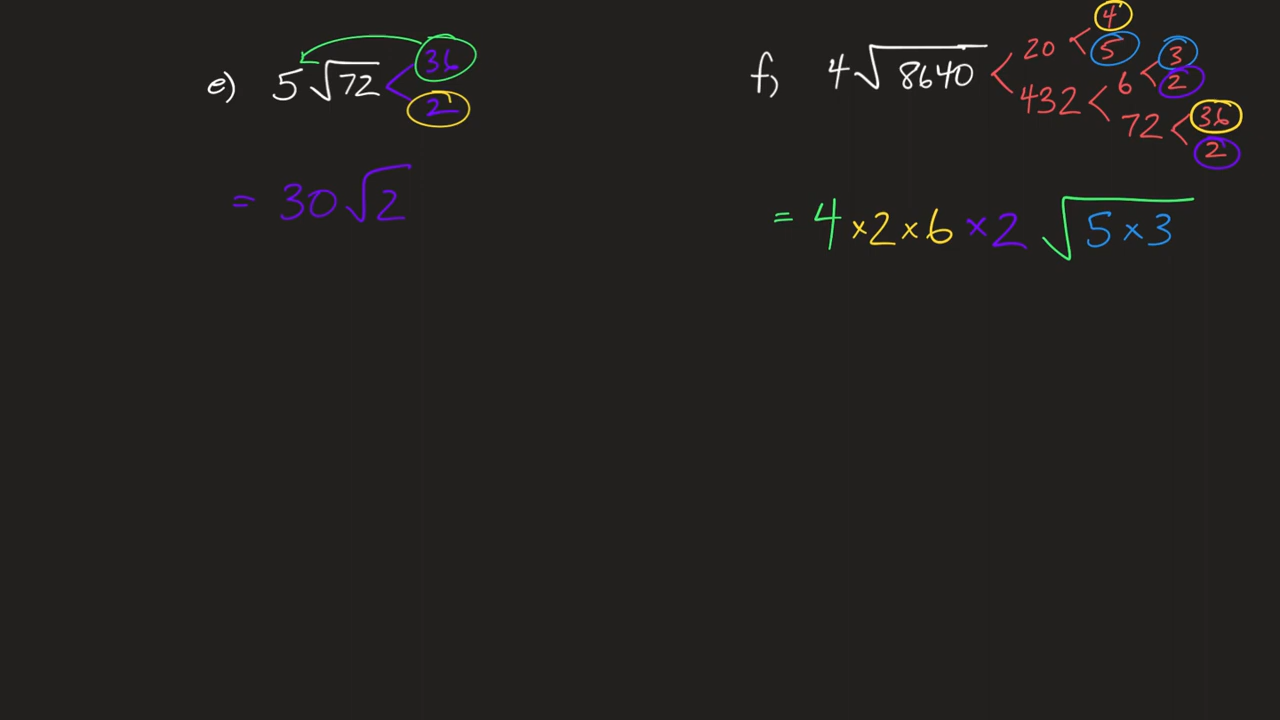 e) 5√72 < 36
2
= 30√2
f) 4√8640 < 20 < 4
5
432 < 6 < 3
2
72 < 36
2
= 4 × 2 × 6 × 2 √5 × 3